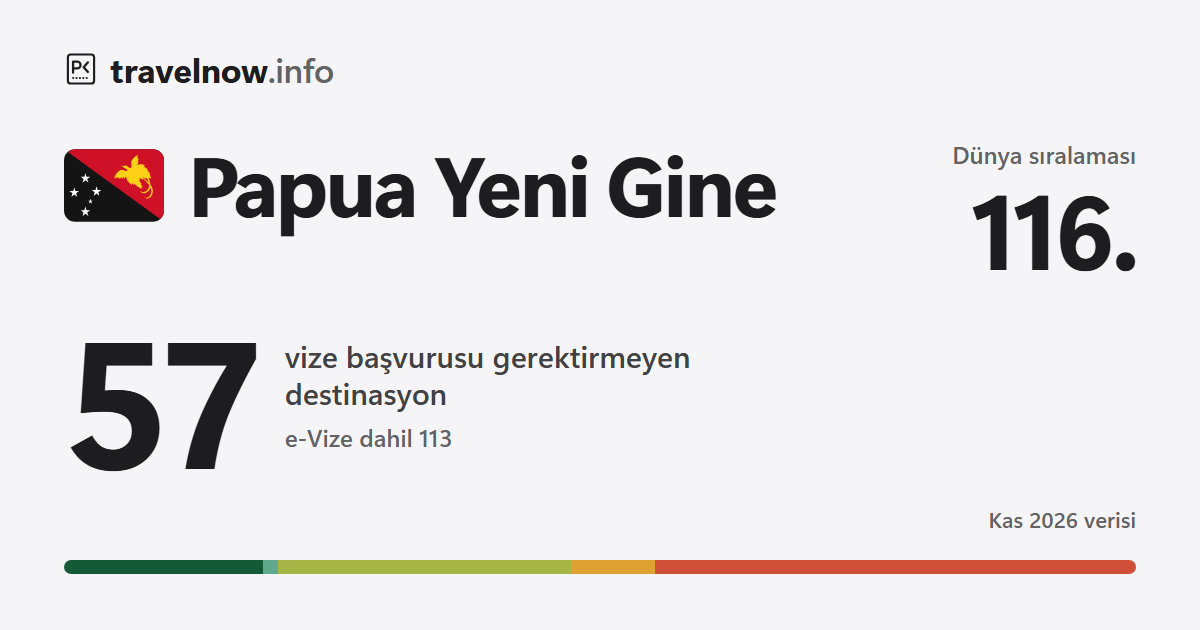 travelnow.info
Papua Yeni Gine
Dünya sıralaması
116.
57
vize başvurusu gerektirmeyen
destinasyon
e-Vize dahil 113
Kas 2026 verisi